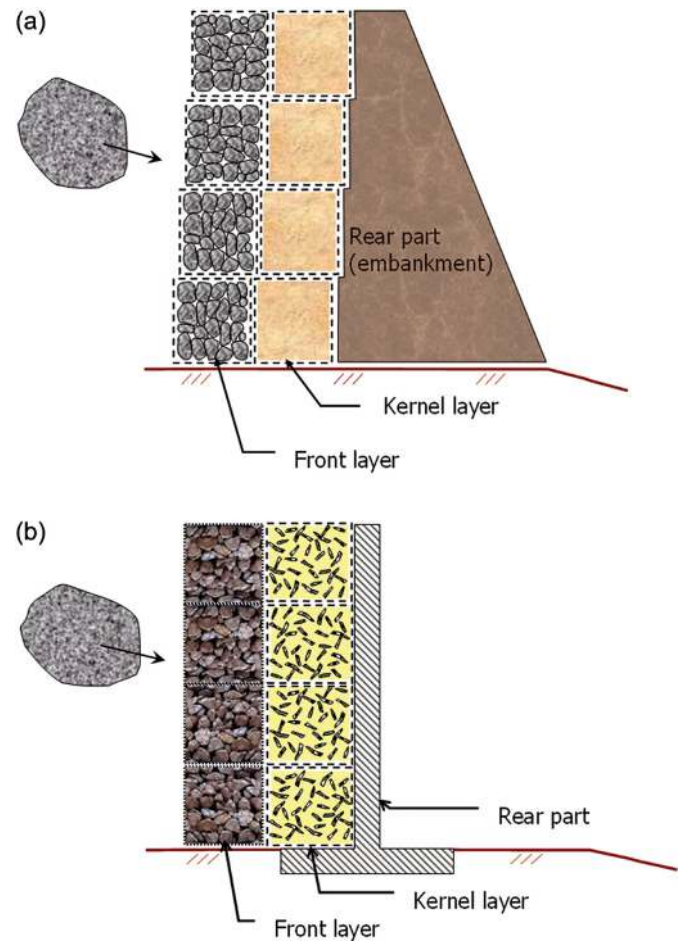 (a)
Rear part
(embankment)
Kernel layer
Front layer
(b)
Rear part
Kernel layer
Front layer